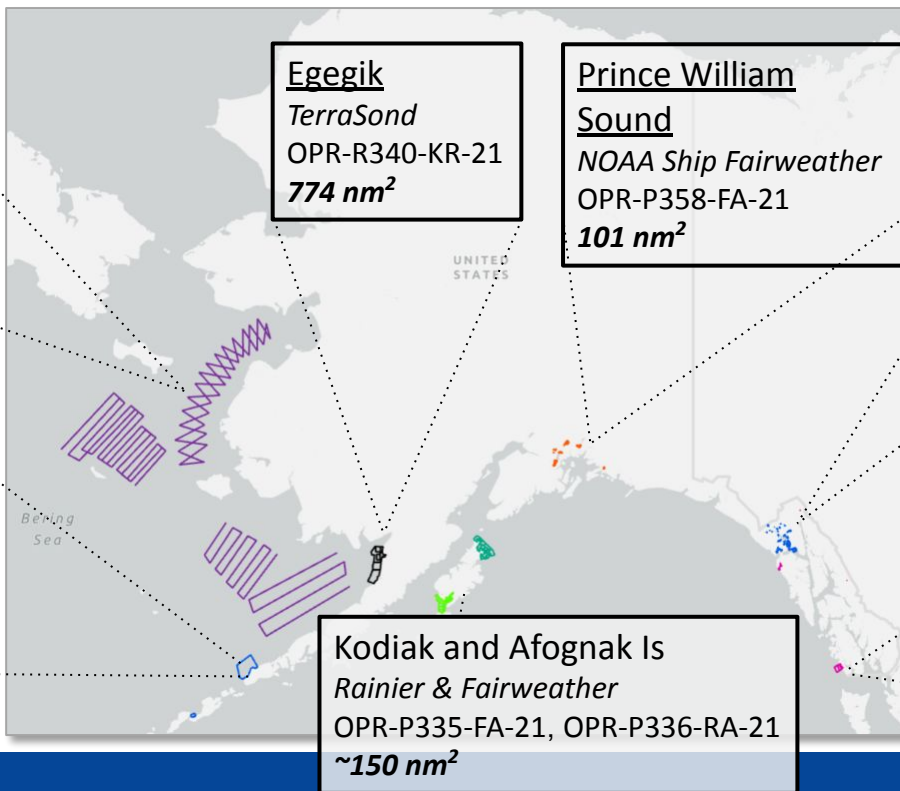 Egegik
TerraSond
OPR-R340-KR-21
774 nm²
Prince William
Sound
NOAA Ship Fairweather
OPR-P358-FA-21
101 nm²
UNITED
STATES
Bering
Sea
Kodiak and Afognak Is
Rainier & Fairweather
OPR-P335-FA-21, OPR-P336-RA-21
~150 nm²